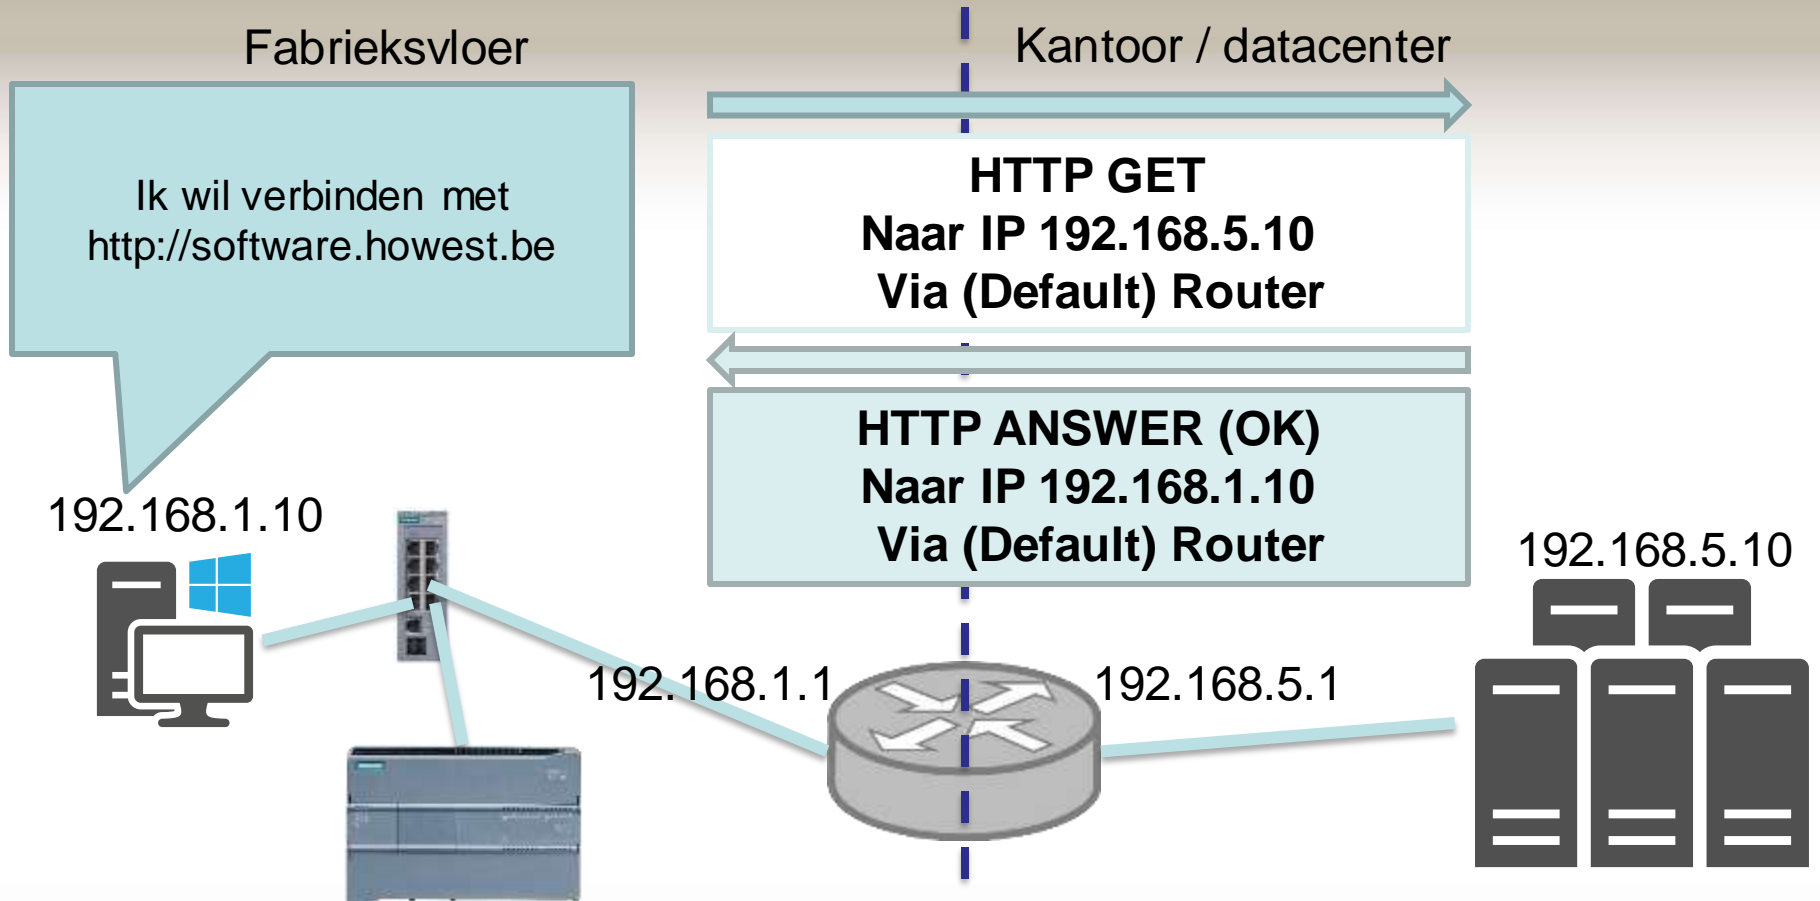 Fabrieksvloer
Kantoor / datacenter
Ik wil verbinden met
http://software.howest.be
HTTP GET
Naar IP 192.168.5.10
Via (Default) Router
HTTP ANSWER (OK)
Naar IP 192.168.1.10
Via (Default) Router
192.168.1.10
192.168.5.10
192.168.1.1
192.168.5.1